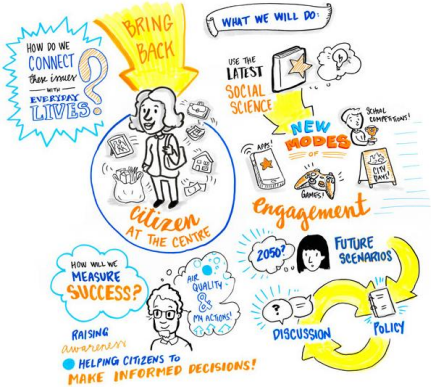 HOW DO WE
CONNECT
these issues
WITH
EVERYDAY
LIVES?
BRING
BACK
citizen
AT THE CENTRE
WHAT WE WILL DO:
USE THE
LATEST
SOCIAL
SCIENCE
NEW
MODES
OF
engagement
APPS!
GAMES!
SCHOOL
COMPETITIONS!
CITY
DAYS!
HOW WILL WE
MEASURE
SUCCESS?
AIR
QUALITY
&
MY ACTIONS!
RAISING
awareness
HELPING CITIZENS TO
MAKE INFORMED DECISIONS!
2050?
FUTURE
SCENARIOS
?
DISCUSSION
POLICY